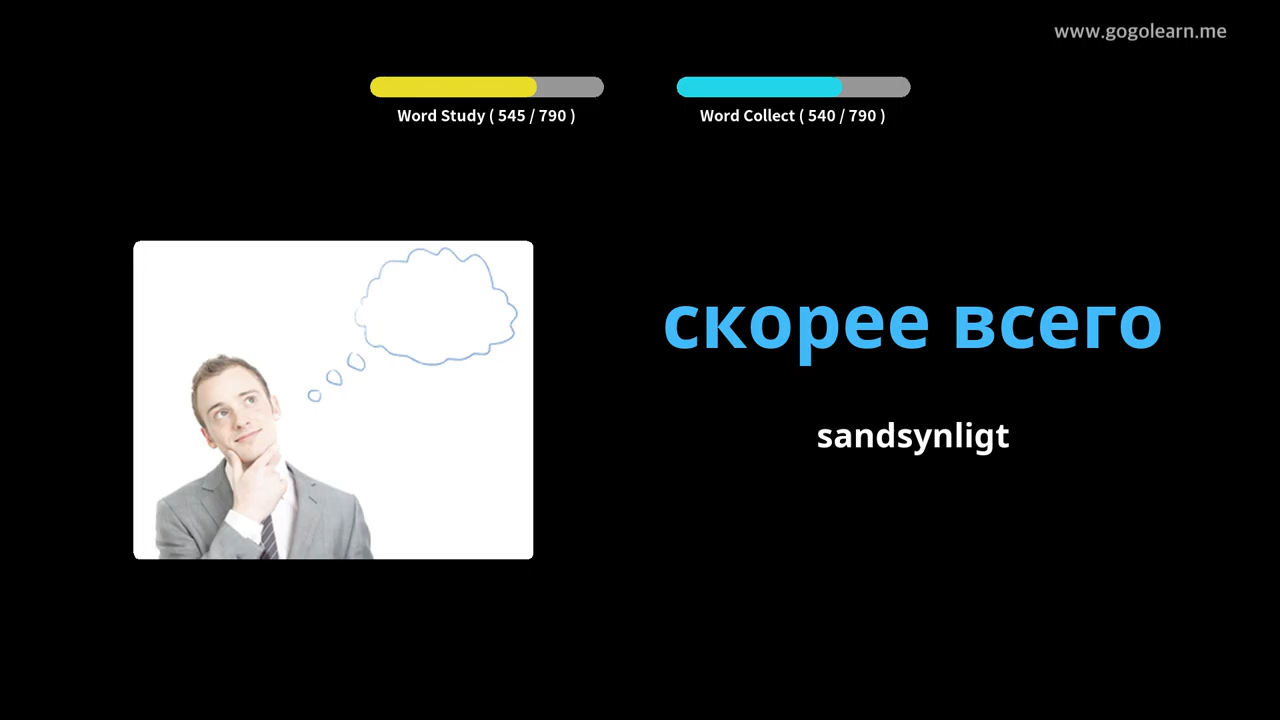 www.gogolearn.me
Word Study ( 545 / 790 )
Word Collect ( 540 / 790 )
скорее всего
sandsynligt